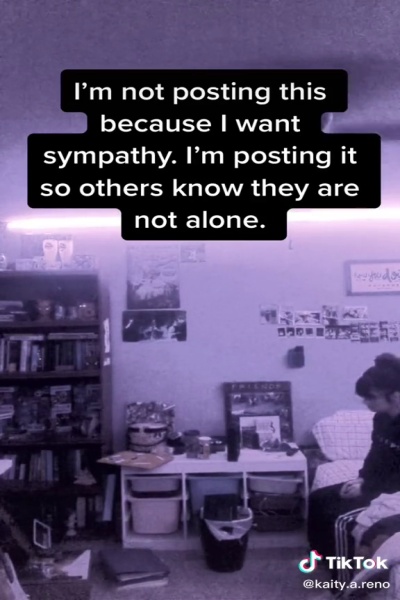 I'm not posting this
because I want
sympathy. I'm posting it
so others know they are
not alone.
FRIENDS
TikTok
@kaity.a.reno